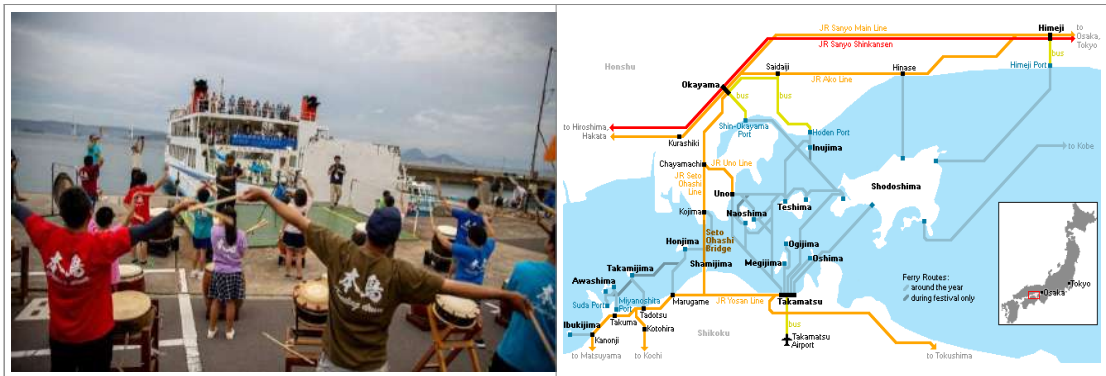 JR Sanyo Main Line
Himeji
to
Osaka,
Tokyo
JR Sanyo Shinkansen
bus
Honshu
Saidaiji
Hinase
Himeji Port
JR Ako Line
Okayama
bus
bus
to Hiroshima,
Hakata
Shin-Okayama
Port
Hoden Port
Kurashiki
Inujima
to Kobe
Chayamachi
JR Uno Line
JR Seto
Ohashi
Line
Uno
Shodoshima
Kojima
Naoshima
Teshima
Seto
Ohashi
Bridge
Honjima
Ogijima
Takamijima
Shamijima
Megijima
Oshima
Awashima
Ferry Routes:
around the year
during festival only
Tokyo
Osaka
Suda Port
Miyanoshita
Port
Marugame
JR Yosan Line
Takamatsu
Ibukijima
Takuma
Tadotsu
Kotohira
Shikoku
bus
Kanonji
Takamatsu
Airport
to Matsuyama
to Kochi
to Tokushima